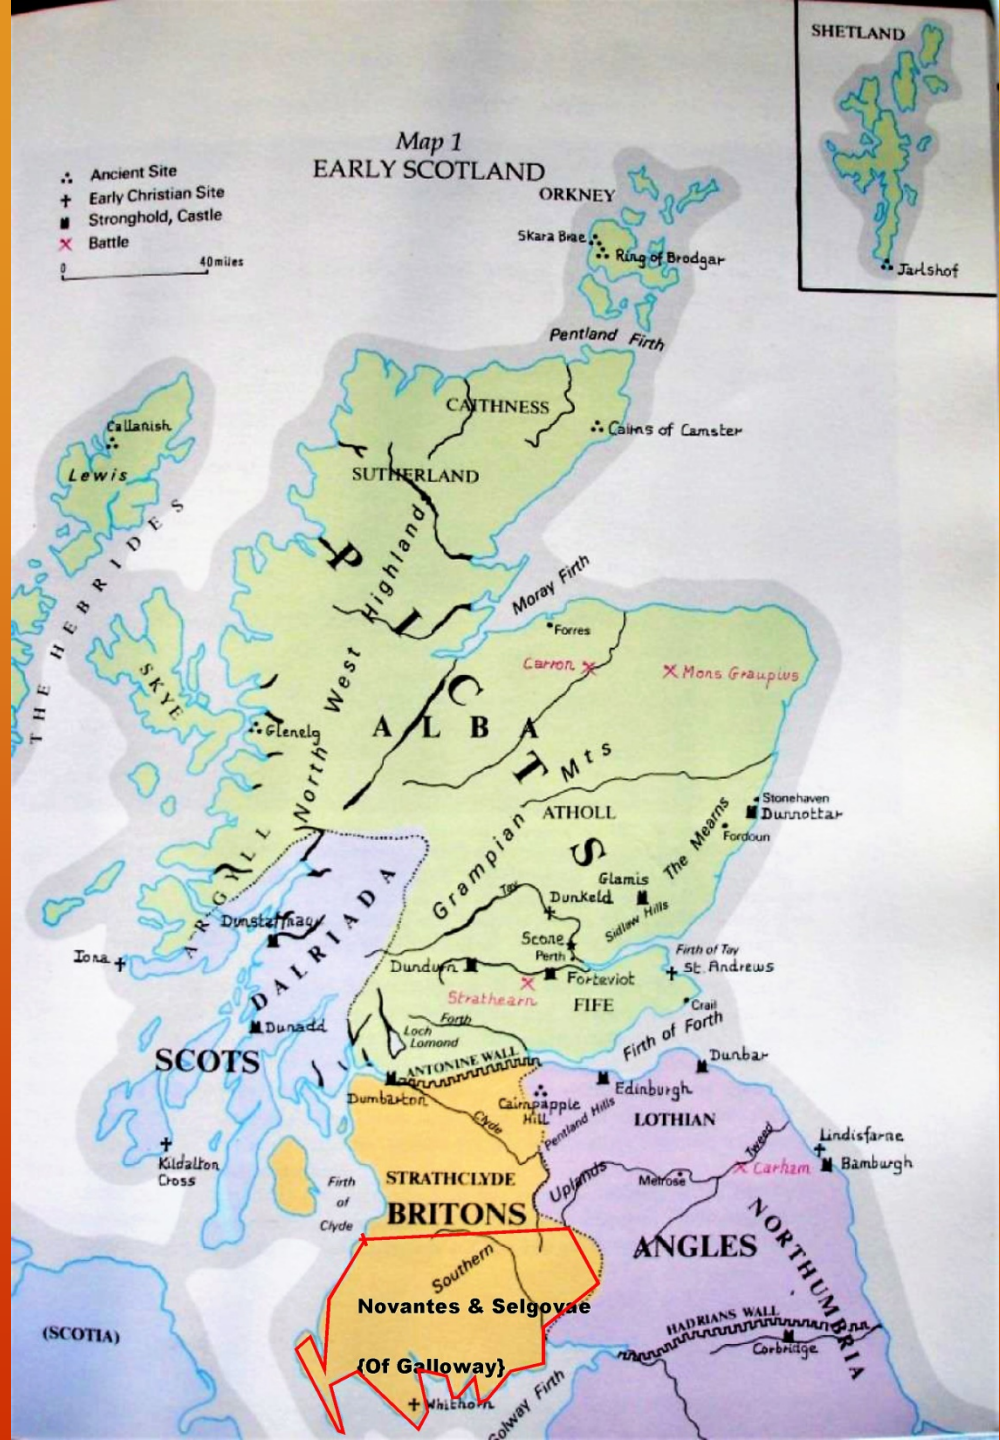 SHETLAND
Jarlshof
Map 1
EARLY SCOTLAND
Ancient Site
Early Christian Site
Stronghold, Castle
Battle
0 40 miles
ORKNEY
Skara Brae
Ring of Brodgar
Pentland Firth
CAITHNESS
Cairns of Camster
Callanish
Lewis
SUTHERLAND
THE HEBRIDES
PICTS
North West Highland
Moray Firth
Forres
Carron
Mons Graupius
SKYE
Glenelg
ALBA
Grampian Mts
ATHOLL
Stonehaven
Dunnottar
The Mearns
Fordoun
ARGYLL
Glamis
Tay
Dunkeld
Sidlaw Hills
Dunstaffnay
DALRIADA
Iona
Scone
Perth
Firth of Tay
St. Andrews
Dundurn
Forteviot
Strathearn
FIFE
Crail
Dunadd
Forth
Loch
Lomond
Firth of Forth
SCOTS
ANTONINE WALL
Dunbar
Dumbarton
Cairnpapple
Hill
Edinburgh
Pentland Hills
LOTHIAN
Clyde
Tweed
Lindisfarne
Bamburgh
Carham
Kildalton
Cross
Firth
of
Clyde
STRATHCLYDE
BRITONS
Uplands
Melrose
ANGLES
NORTHUMBRIA
Southern
Novantes & Selgovae
{Of Galloway}
(SCOTIA)
HADRIANS WALL
Corbridge
Whithorn
Solway Firth